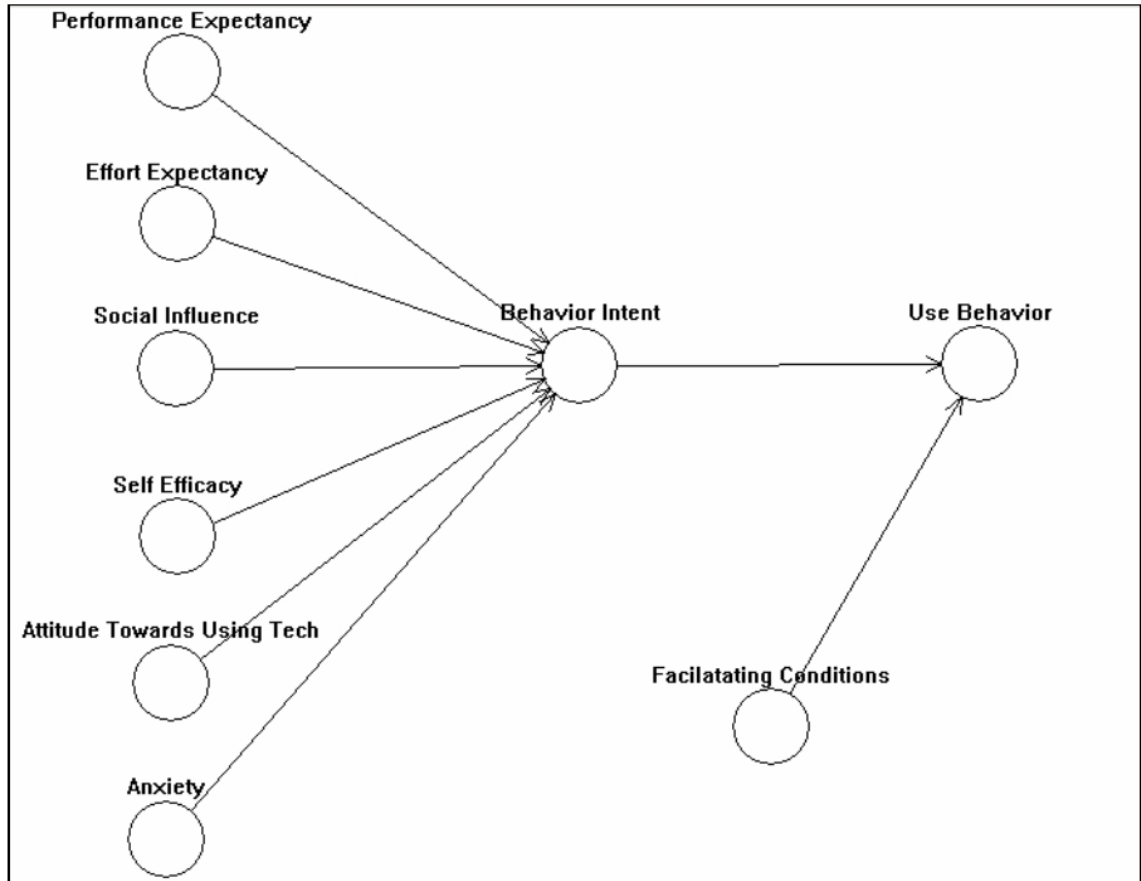 Performance Expectancy
Effort Expectancy
Social Influence
Behavior Intent
Use Behavior
Self Efficacy
Attitude Towards Using Tech
Facilatating Conditions
Anxiety